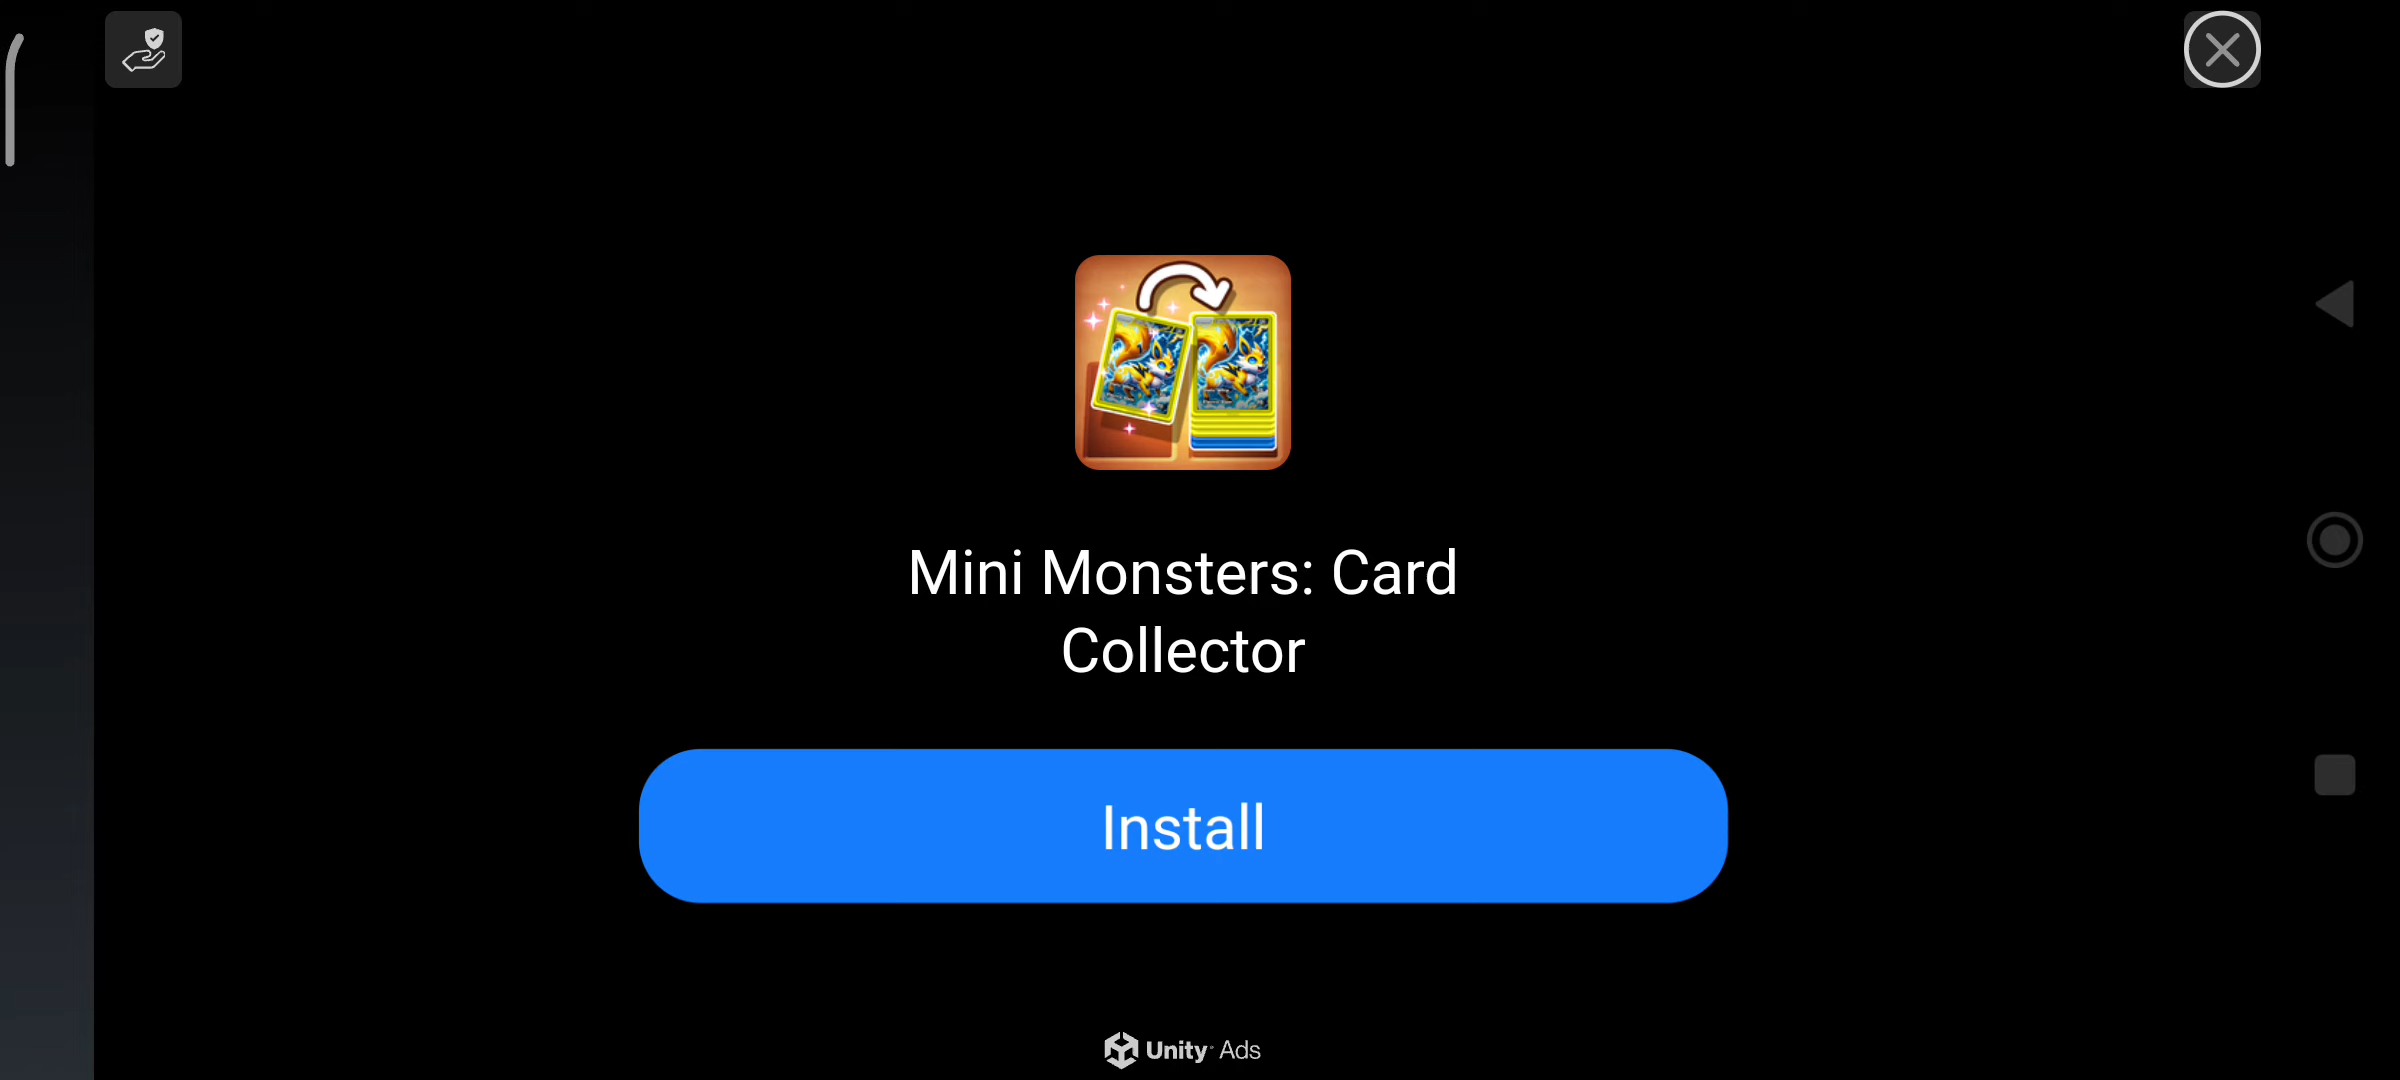 Mini Monsters: Card
Collector
Install
Unity Ads